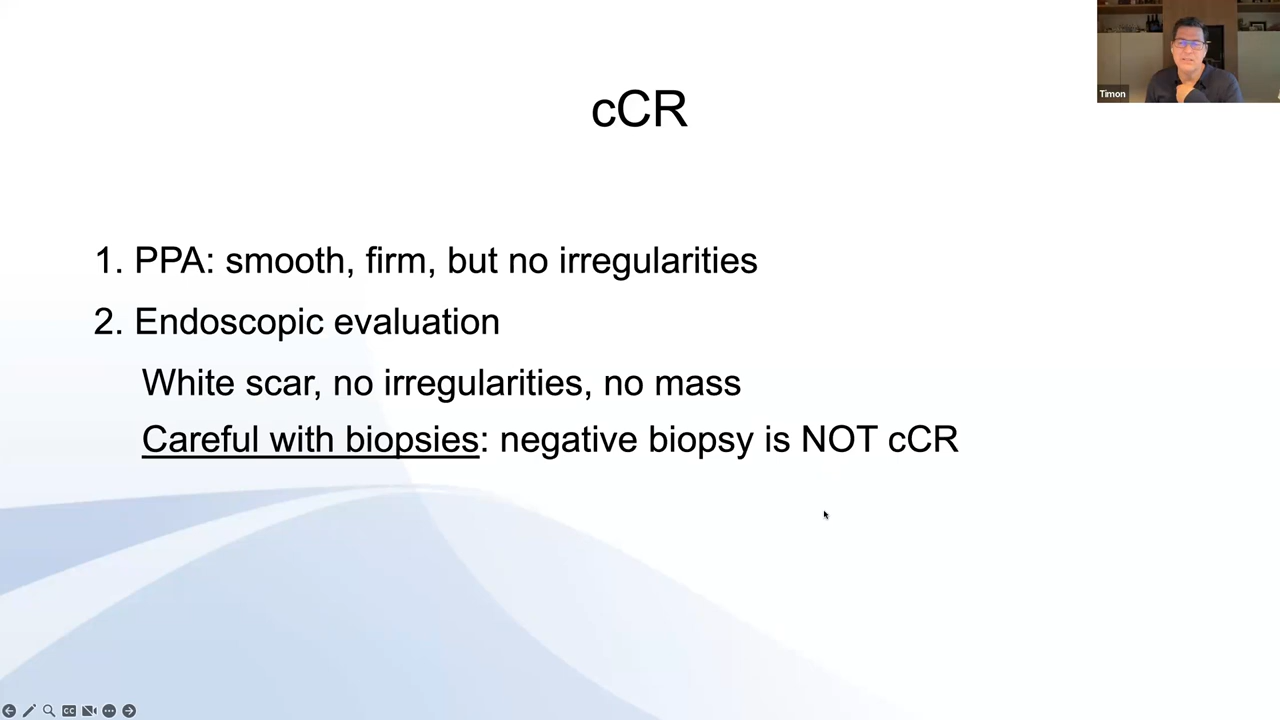 Timon
cCR
1. PPA: smooth, firm, but no irregularities
2. Endoscopic evaluation
White scar, no irregularities, no mass
Careful with biopsies: negative biopsy is NOT cCR
CC